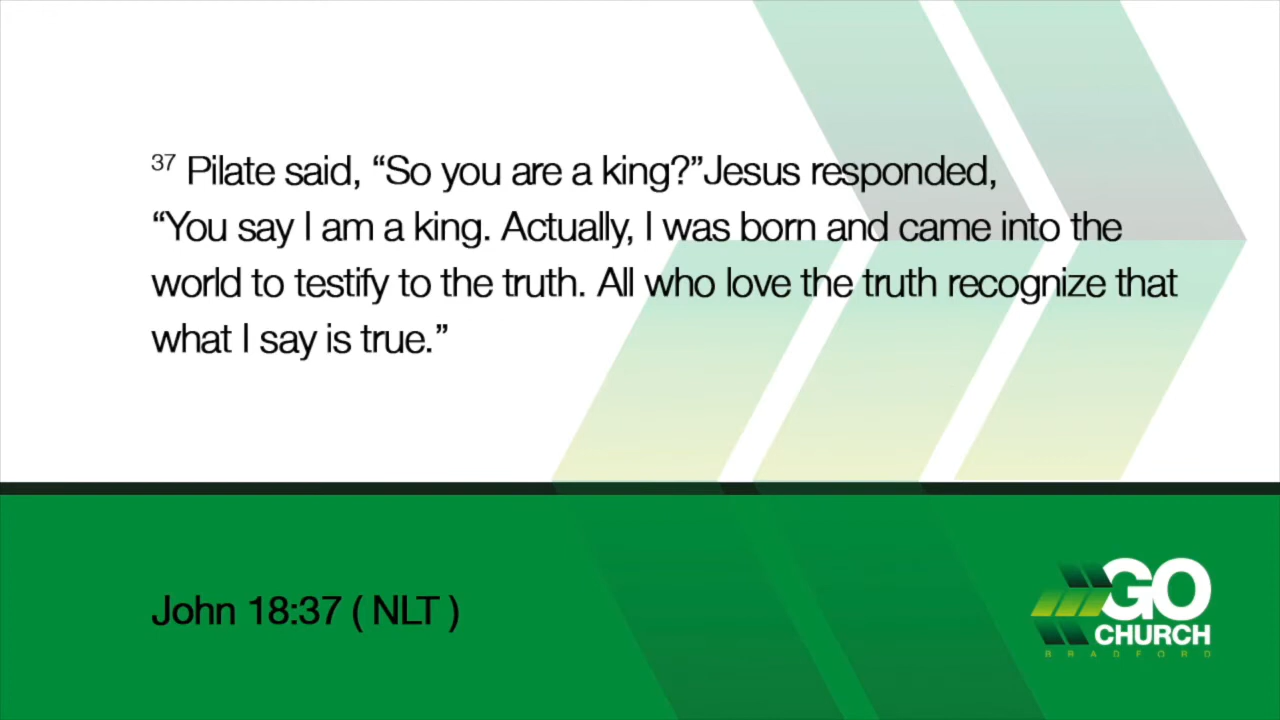 37 Pilate said, “So you are a king?”Jesus responded,
“You say I am a king. Actually, I was born and came into the
world to testify to the truth. All who love the truth recognize that
what I say is true.”
John 18:37 ( NLT )
GO
CHURCH
BRADFORD